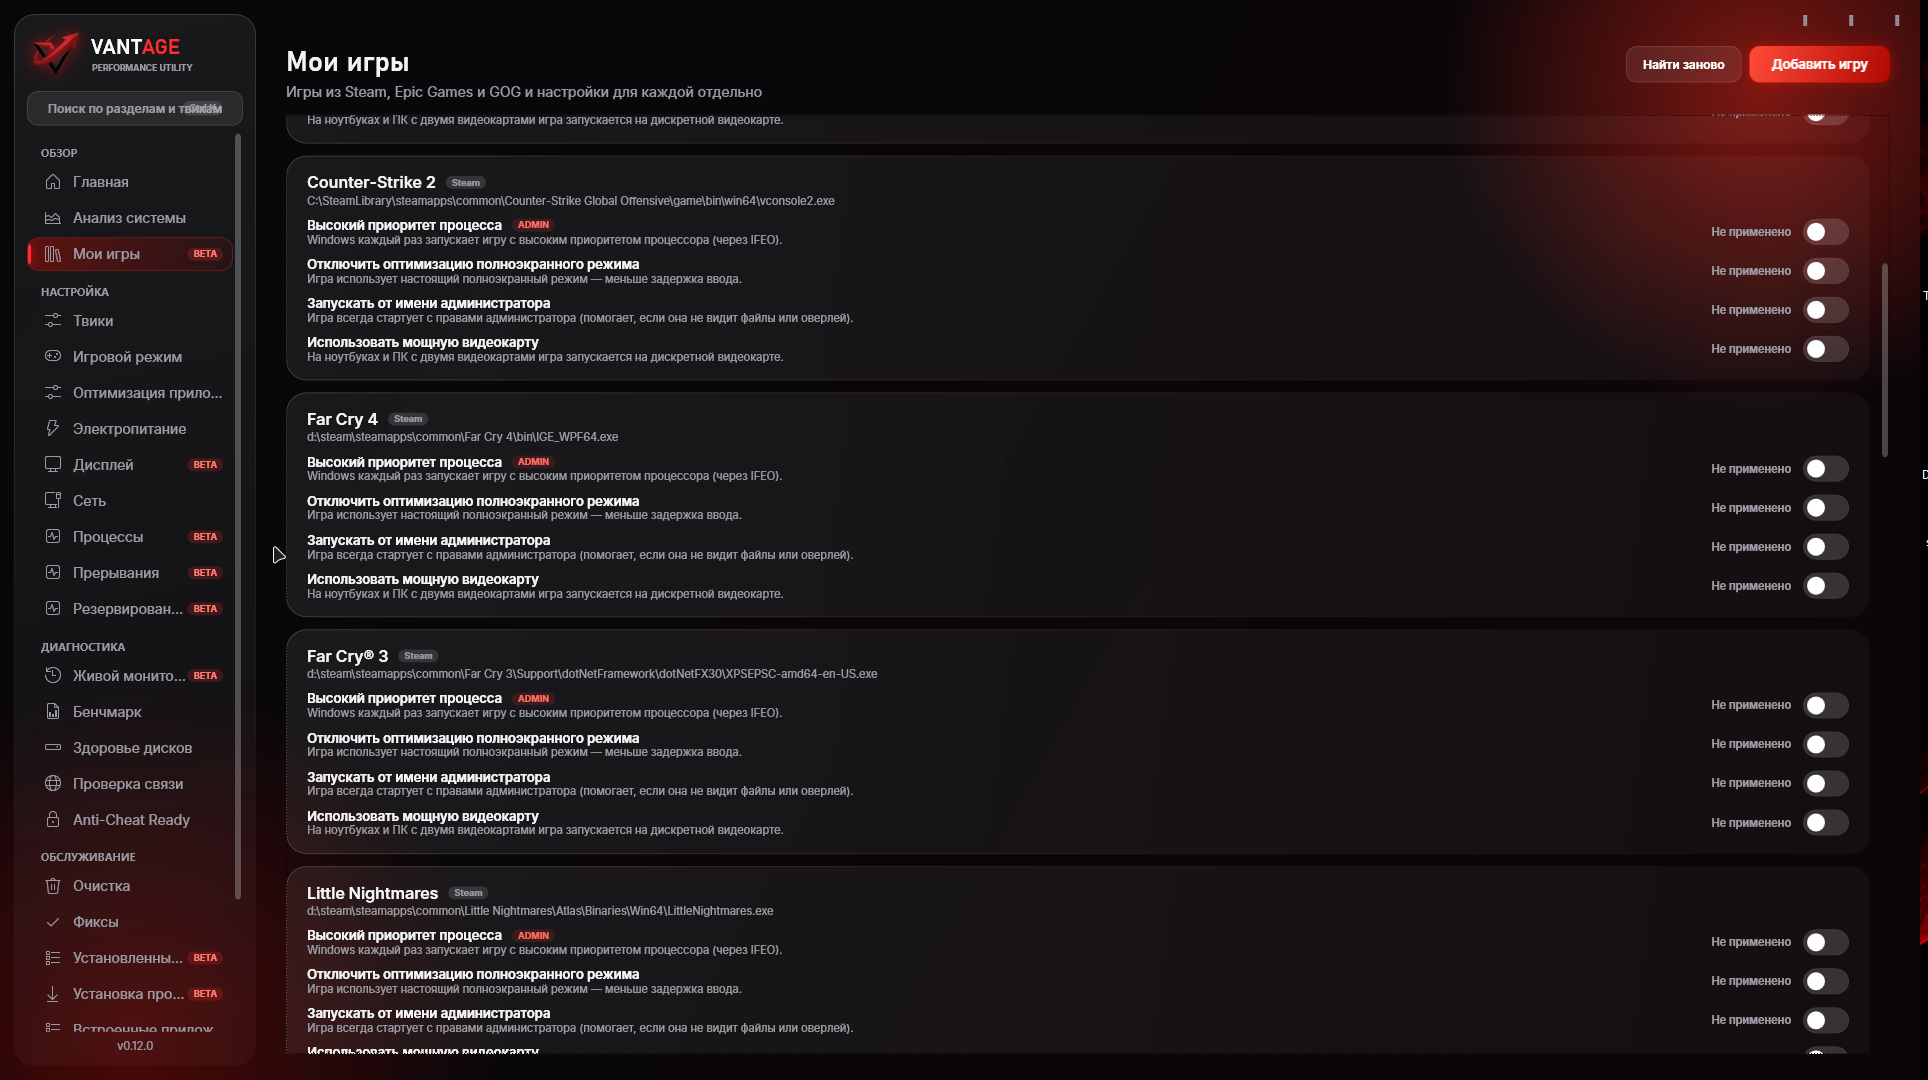 VANTAGE
PERFORMANCE UTILITY
Поиск по разделам и твикам
ОБЗОР
Главная
Анализ системы
Мои игры BETA
НАСТРОЙКА
Твики
Игровой режим
Оптимизация прило...
Электропитание
Дисплей BETA
Сеть
Процессы BETA
Прерывания BETA
Резервирован... BETA
ДИАГНОСТИКА
Живой монито... BETA
Бенчмарк
Здоровье дисков
Проверка связи
Anti-Cheat Ready
ОБСЛУЖИВАНИЕ
Очистка
Фиксы
Установленны... BETA
Установка про... BETA
Встроенные прилож
v0.12.0
Мои игры
Игры из Steam, Epic Games и GOG и настройки для каждой отдельно
Найти заново
Добавить игру
На ноутбуках и ПК с двумя видеокартами игра запускается на дискретной видеокарте.
Не применено
Counter-Strike 2 Steam
C:\SteamLibrary\steamapps\common\Counter-Strike Global Offensive\game\bin\win64\vconsole2.exe
Высокий приоритет процесса ADMIN
Windows каждый раз запускает игру с высоким приоритетом процессора (через IFEO).
Не применено
Отключить оптимизацию полноэкранного режима
Игра использует настоящий полноэкранный режим — меньше задержка ввода.
Не применено
Запускать от имени администратора
Игра всегда стартует с правами администратора (помогает, если она не видит файлы или оверлей).
Не применено
Использовать мощную видеокарту
На ноутбуках и ПК с двумя видеокартами игра запускается на дискретной видеокарте.
Не применено
Far Cry 4 Steam
d:\steam\steamapps\common\Far Cry 4\bin\IGE_WPF64.exe
Высокий приоритет процесса ADMIN
Windows каждый раз запускает игру с высоким приоритетом процессора (через IFEO).
Не применено
Отключить оптимизацию полноэкранного режима
Игра использует настоящий полноэкранный режим — меньше задержка ввода.
Не применено
Запускать от имени администратора
Игра всегда стартует с правами администратора (помогает, если она не видит файлы или оверлей).
Не применено
Использовать мощную видеокарту
На ноутбуках и ПК с двумя видеокартами игра запускается на дискретной видеокарте.
Не применено
Far Cry® 3 Steam
d:\steam\steamapps\common\Far Cry 3\Support\dotNetFramework\dotNetFX30\XPSEPSC-amd64-en-US.exe
Высокий приоритет процесса ADMIN
Windows каждый раз запускает игру с высоким приоритетом процессора (через IFEO).
Не применено
Отключить оптимизацию полноэкранного режима
Игра использует настоящий полноэкранный режим — меньше задержка ввода.
Не применено
Запускать от имени администратора
Игра всегда стартует с правами администратора (помогает, если она не видит файлы или оверлей).
Не применено
Использовать мощную видеокарту
На ноутбуках и ПК с двумя видеокартами игра запускается на дискретной видеокарте.
Не применено
Little Nightmares Steam
d:\steam\steamapps\common\Little Nightmares\Atlas\Binaries\Win64\LittleNightmares.exe
Высокий приоритет процесса ADMIN
Windows каждый раз запускает игру с высоким приоритетом процессора (через IFEO).
Не применено
Отключить оптимизацию полноэкранного режима
Игра использует настоящий полноэкранный режим — меньше задержка ввода.
Не применено
Запускать от имени администратора
Игра всегда стартует с правами администратора (помогает, если она не видит файлы или оверлей).
Не применено
Использовать мощную видеокарту